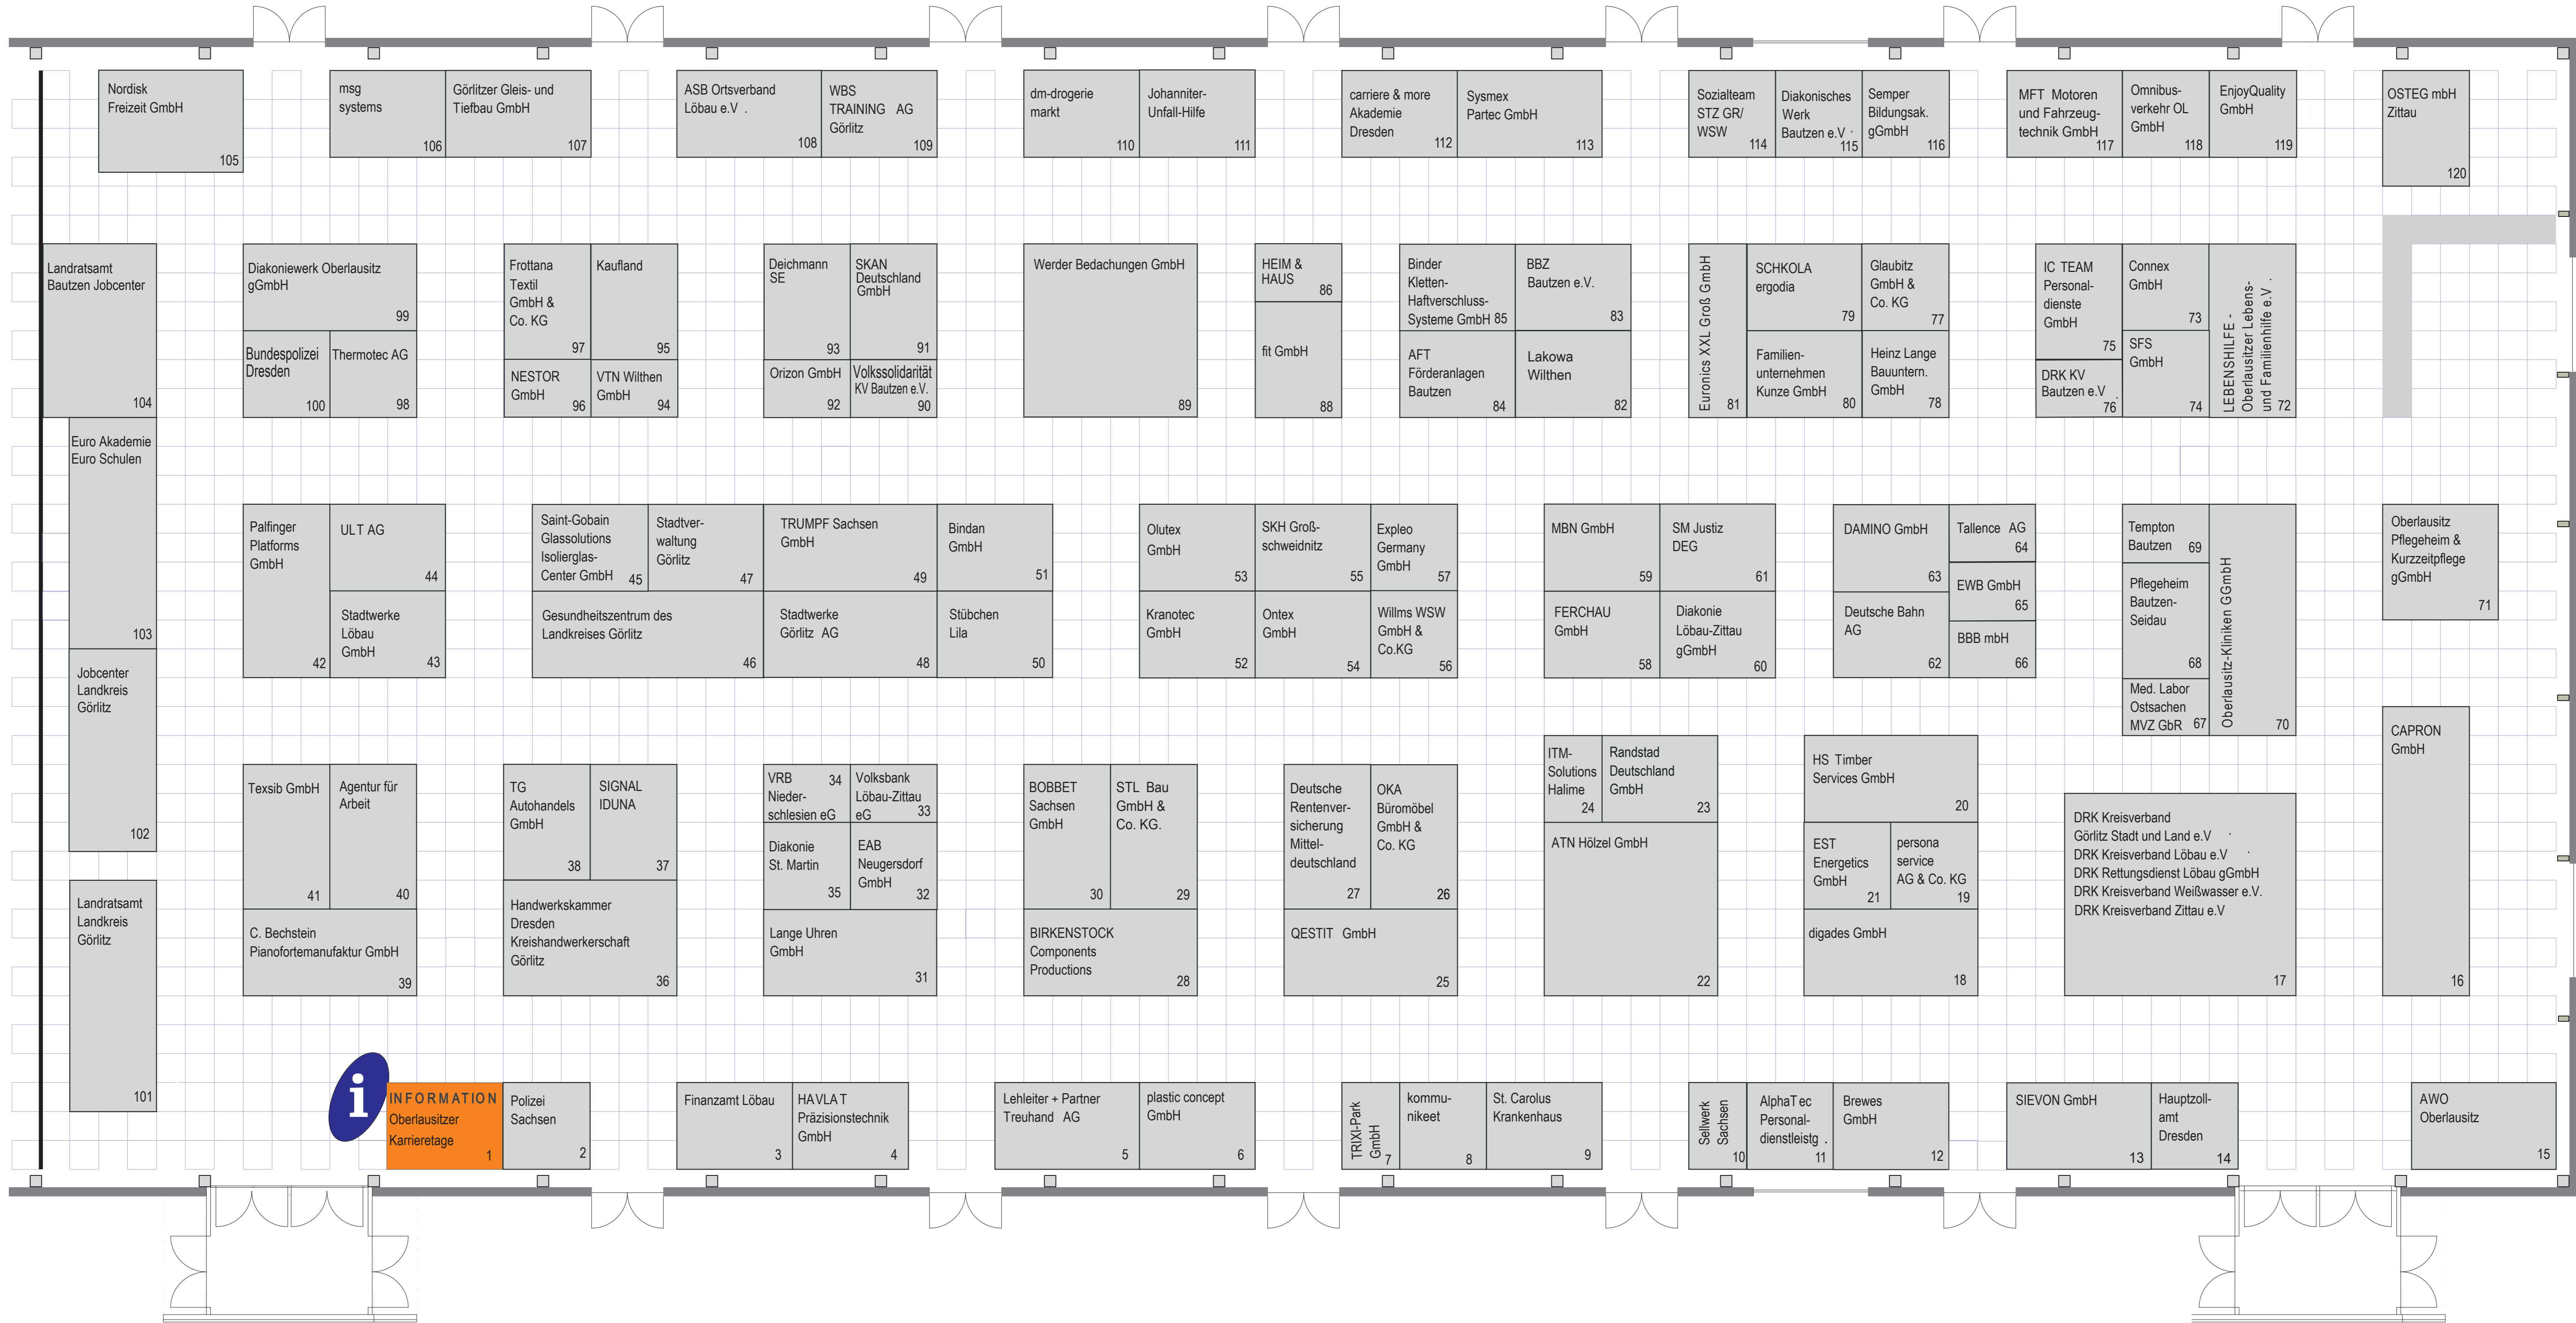 Nordisk
Freizeit GmbH
105
msg
systems
106
Görlitzer Gleis- und
Tiefbau GmbH
107
ASB Ortsverband
Löbau e.V .
108
WBS
TRAINING AG
Görlitz
109
dm-drogerie
markt
110
Johanniter-
Unfall-Hilfe
111
carriere & more
Akademie
Dresden
112
Sysmex
Partec GmbH
113
Sozialteam
STZ GR/
WSW
114
Diakonisches
Werk
Bautzen e.V .
115
Semper
Bildungsak.
gGmbH
116
MFT Motoren
und Fahrzeug-
technik GmbH
117
Omnibus-
verkehr OL
GmbH
118
EnjoyQuality
GmbH
119
OSTEG mbH
Zittau
120
Landratsamt
Bautzen Jobcenter
104
Diakoniewerk Oberlausitz
gGmbH
99
Bundespolizei
Dresden
100
Thermotec AG
98
Frottana
Textil
GmbH &
Co. KG
97
Kaufland
95
NESTOR
GmbH
96
VTN Wilthen
GmbH
94
Deichmann
SE
93
SKAN
Deutschland
GmbH
91
Orizon GmbH
92
Volkssolidarität
KV Bautzen e.V.
90
Werder Bedachungen GmbH
89
HEIM &
HAUS
86
fit GmbH
88
Binder
Kletten-
Haftverschluss-
Systeme GmbH 85
BBZ
Bautzen e.V.
83
AFT
Förderanlagen
Bautzen
84
Lakowa
Wilthen
82
Euronics XXL Groß GmbH
81
SCHKOLA
ergodia
79
Glaubitz
GmbH &
Co. KG
77
Familien-
unternehmen
Kunze GmbH
80
Heinz Lange
Bauuntern.
GmbH
78
IC TEAM
Personal-
dienste
GmbH
75
DRK KV
Bautzen e.V .
76
Connex
GmbH
73
SFS
GmbH
74
LEBENSHILFE -
Oberlausitzer Lebens-
und Familienhilfe e.V .
72
Euro Akademie
Euro Schulen
103
Palfinger
Platforms
GmbH
42
ULT AG
44
Stadtwerke
Löbau
GmbH
43
Saint-Gobain
Glassolutions
Isolierglas-
Center GmbH
45
Stadtver-
waltung
Görlitz
47
TRUMPF Sachsen
GmbH
49
Bindan
GmbH
51
Gesundheitszentrum des
Landkreises Görlitz
46
Stadtwerke
Görlitz AG
48
Stübchen
Lila
50
Olutex
GmbH
53
SKH Groß-
schweidnitz
55
Expleo
Germany
GmbH
57
Kranotec
GmbH
52
Ontex
GmbH
54
Willms WSW
GmbH &
Co.KG
56
MBN GmbH
59
SM Justiz
DEG
61
FERCHAU
GmbH
58
Diakonie
Löbau-Zittau
gGmbH
60
DAMINO GmbH
63
Tallence AG
64
EWB GmbH
65
Deutsche Bahn
AG
62
BBB mbH
66
Tempton
Bautzen
69
Pflegeheim
Bautzen-
Seidau
68
Med. Labor
Ostsachen
MVZ GbR
67
Oberlausitz-Kliniken GGmbH
70
Oberlausitz
Pflegeheim &
Kurzzeitpflege
gGmbH
71
Jobcenter
Landkreis
Görlitz
102
Texsib GmbH
41
Agentur für
Arbeit
40
C. Bechstein
Pianofortemanufaktur GmbH
39
TG
Autohandels
GmbH
38
SIGNAL
IDUNA
37
Handwerkskammer
Dresden
Kreishandwerkerschaft
Görlitz
36
VRB
Nieder-
schlesien eG
34
Volksbank
Löbau-Zittau
eG
33
Diakonie
St. Martin
35
EAB
Neugersdorf
GmbH
32
Lange Uhren
GmbH
31
BOBBET
Sachsen
GmbH
30
STL Bau
GmbH &
Co. KG.
29
BIRKENSTOCK
Components
Productions
28
Deutsche
Rentenver-
sicherung
Mittel-
deutschland
27
OKA
Büromöbel
GmbH &
Co. KG
26
QESTIT GmbH
25
ITM-
Solutions
Halime
24
Randstad
Deutschland
GmbH
23
ATN Hölzel GmbH
22
HS Timber
Services GmbH
20
EST
Energetics
GmbH
21
persona
service
AG & Co. KG
19
digades GmbH
18
DRK Kreisverband
Görlitz Stadt und Land e.V .
DRK Kreisverband Löbau e.V .
DRK Rettungsdienst Löbau gGmbH
DRK Kreisverband Weißwasser e.V.
DRK Kreisverband Zittau e.V
17
CAPRON
GmbH
16
Landratsamt
Landkreis
Görlitz
101
i
INFORMATION
Oberlausitzer
Karrieretage
1
Polizei
Sachsen
2
Finanzamt Löbau
3
HAVLAT
Präzisionstechnik
GmbH
4
Lehleiter + Partner
Treuhand AG
5
plastic concept
GmbH
6
TRIXI-Park
GmbH
7
kommu-
nikeet
8
St. Carolus
Krankenhaus
9
Sellwerk
Sachsen
10
AlphaTec
Personal-
dienstleistg .
11
Brewes
GmbH
12
SIEVON GmbH
13
Hauptzoll-
amt
Dresden
14
AWO
Oberlausitz
15